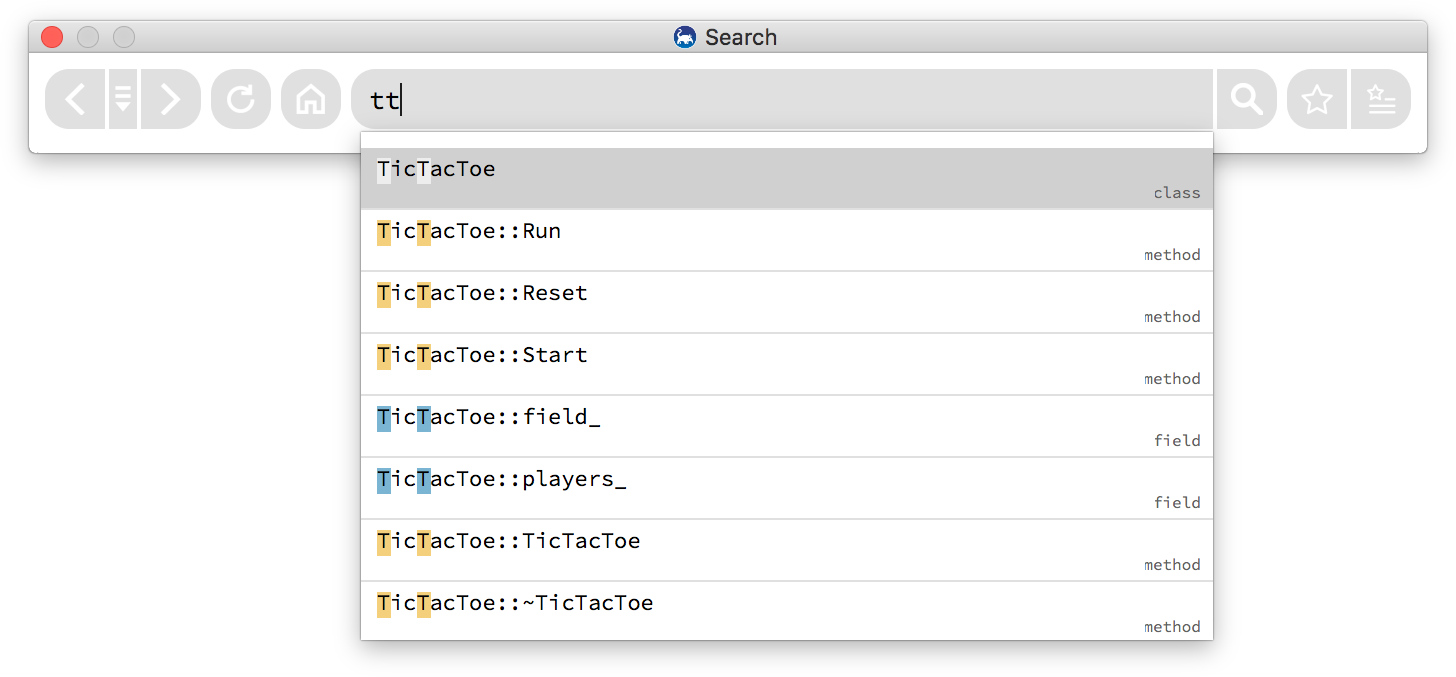 Search
tt
TicTacToe
class
TicTacToe::Run
method
TicTacToe::Reset
method
TicTacToe::Start
method
TicTacToe::field_
field
TicTacToe::players_
field
TicTacToe::TicTacToe
method
TicTacToe::~TicTacToe
method